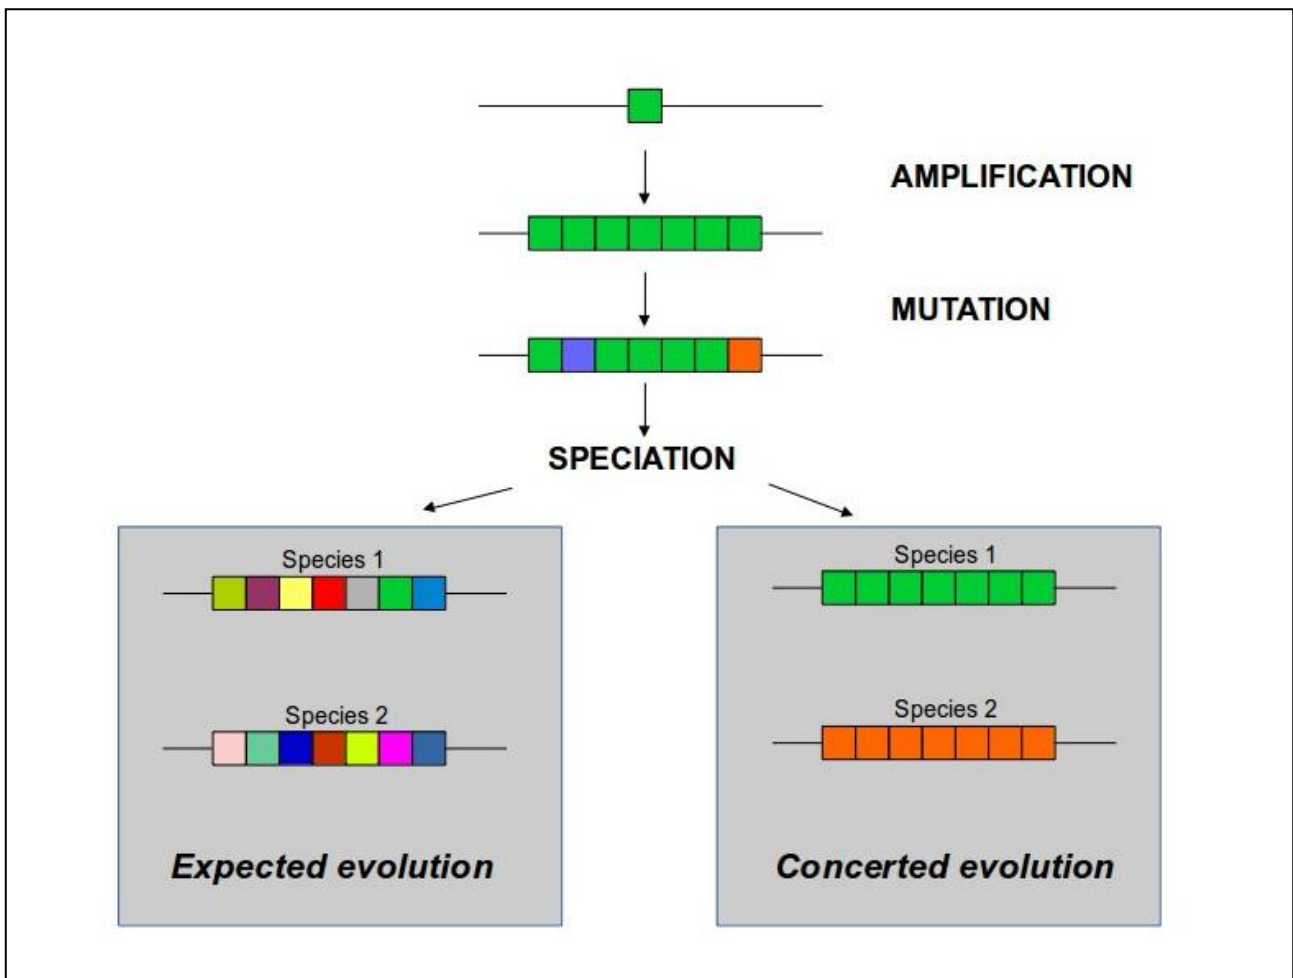 AMPLIFICATION
MUTATION
SPECIATION
Species 1
Species 2
Expected evolution
Species 1
Species 2
Concerted evolution